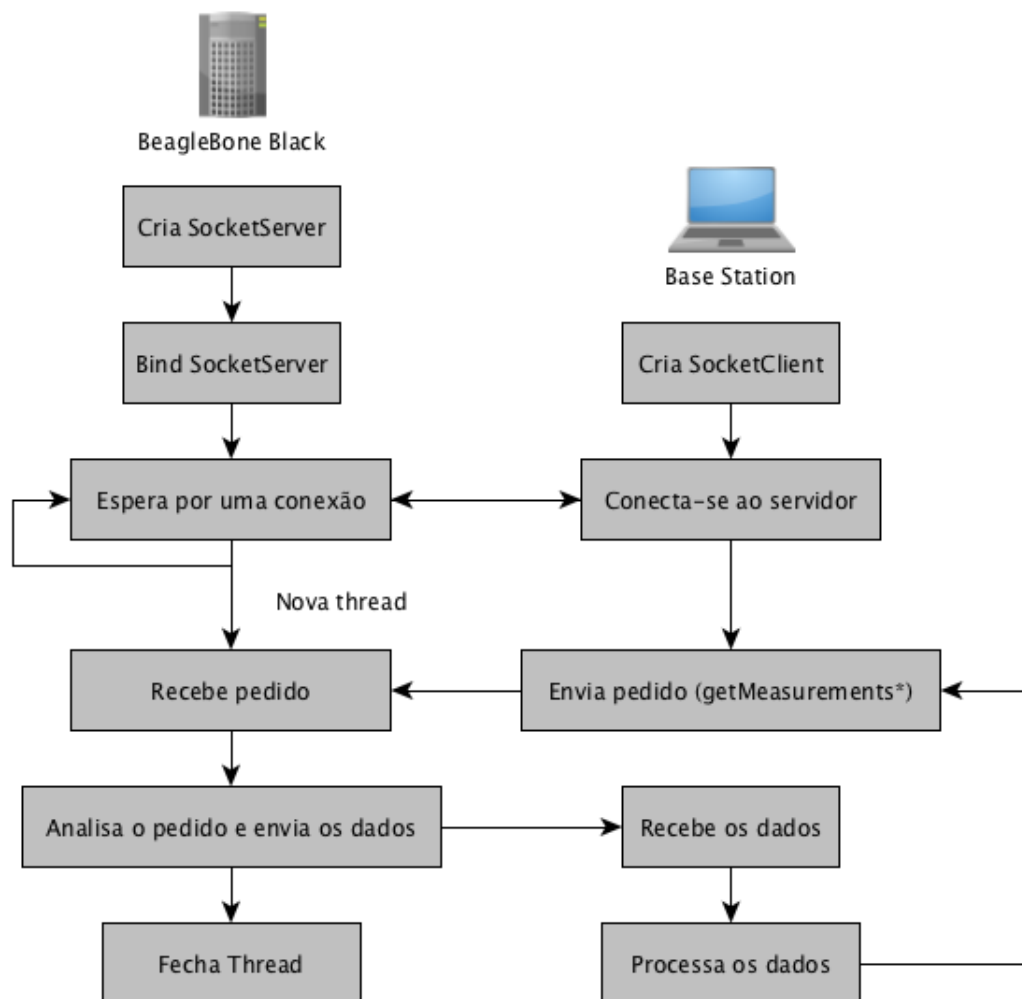 BeagleBone Black
Cria SocketServer
Base Station
Bind SocketServer
Cria SocketClient
Espera por uma conexão
Conecta-se ao servidor
Nova thread
Recebe pedido
Envia pedido (getMeasurements*)
Analisa o pedido e envia os dados
Recebe os dados
Fecha Thread
Processa os dados